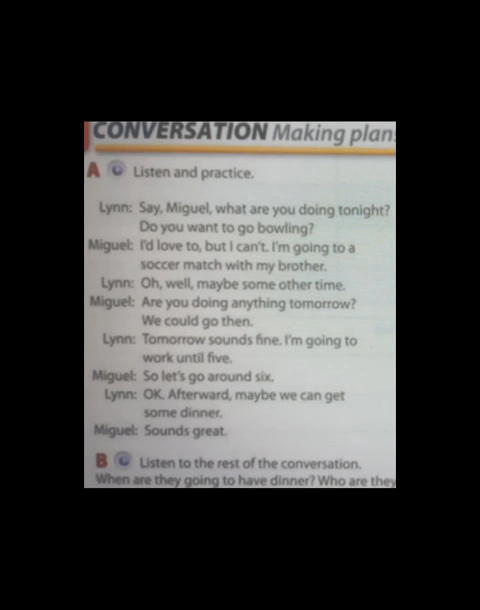 CONVERSATION Making plans
A Listen and practice.
Lynn: Say, Miguel, what are you doing tonight?
Do you want to go bowling?
Miguel: I'd love to, but I can't. I'm going to a
soccer match with my brother.
Lynn: Oh, well, maybe some other time.
Miguel: Are you doing anything tomorrow?
We could go then.
Lynn: Tomorrow sounds fine. I'm going to
work until five.
Miguel: So let's go around six.
Lynn: OK. Afterward, maybe we can get
some dinner.
Miguel: Sounds great.
B Listen to the rest of the conversation.
When are they going to have dinner? Who are they